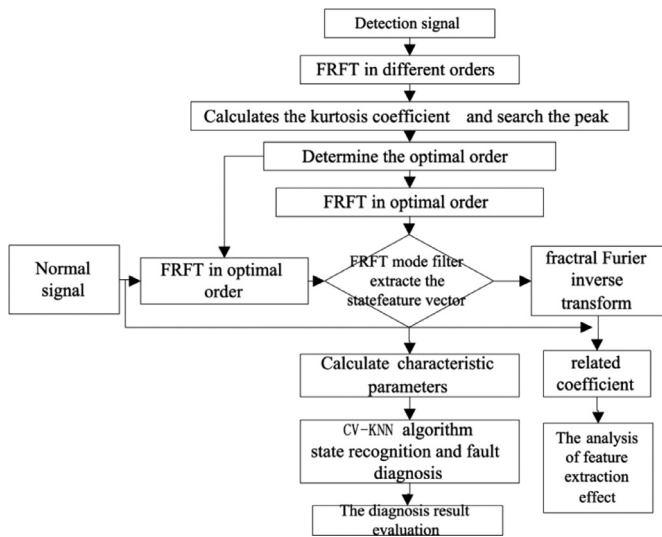 Detection signal
FRFT in different orders
Calculates the kurtosis coefficient and search the peak
Determine the optimal order
FRFT in optimal order
Normal
signal
FRFT in optimal
order
FRFT mode filter
extracte the
statefeature vector
fractral Furier
inverse
transform
Calculate characteristic
parameters
related
coefficient
CV-KNN algorithm
state recognition and fault
diagnosis
The analysis
of feature
extraction
effect
The diagnosis result
evaluation